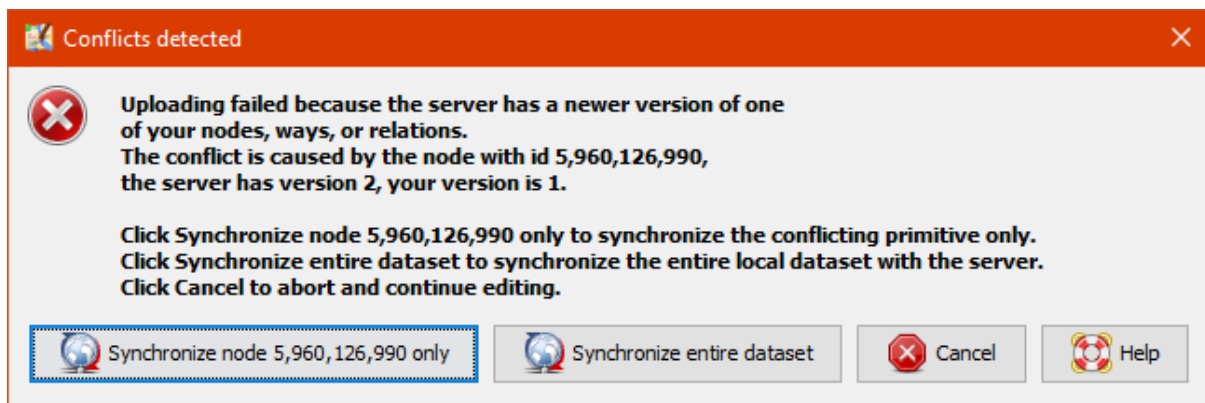 Conflicts detected
Uploading failed because the server has a newer version of one
of your nodes, ways, or relations.
The conflict is caused by the node with id 5,960,126,990,
the server has version 2, your version is 1.
Click Synchronize node 5,960,126,990 only to synchronize the conflicting primitive only.
Click Synchronize entire dataset to synchronize the entire local dataset with the server.
Click Cancel to abort and continue editing.
Synchronize node 5,960,126,990 only
Synchronize entire dataset
Cancel
Help